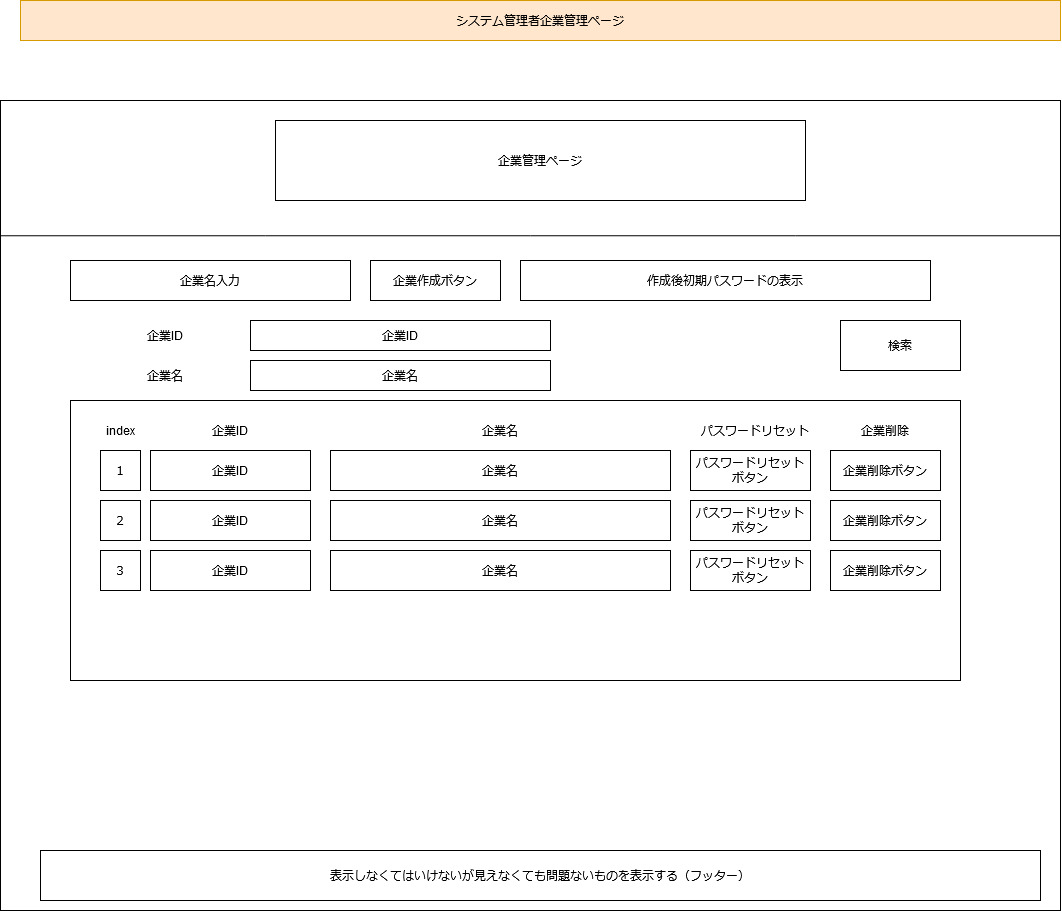 システム管理者企業管理ページ
企業管理ページ
企業名入力
企業作成ボタン
作成後初期パスワードの表示
企業ID
企業ID
検索
企業名
企業名
index
企業ID
企業名
パスワードリセット
企業削除
1
企業ID
企業名
パスワードリセット
ボタン
企業削除ボタン
2
企業ID
企業名
パスワードリセット
ボタン
企業削除ボタン
3
企業ID
企業名
パスワードリセット
ボタン
企業削除ボタン
表示しなくてはいけないが見えなくても問題ないものを表示する（フッター）